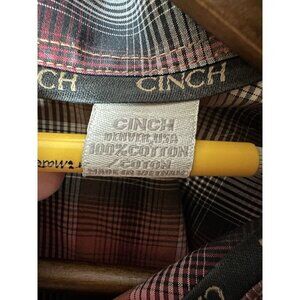 CINCH
CINCH
CINCH
DENVER, USA
100% COTTON
/COTON
MADE IN VIETNAM